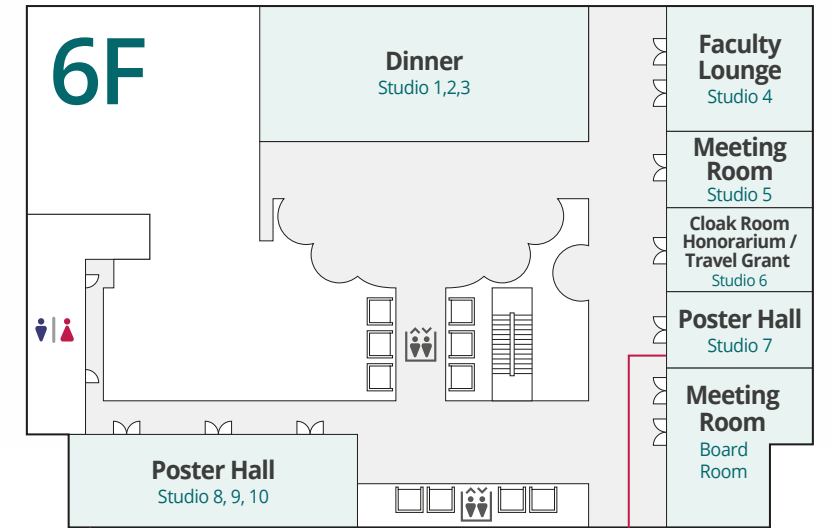 6F
Dinner
Studio 1,2,3
Faculty
Lounge
Studio 4
Meeting
Room
Studio 5
Cloak Room
Honorarium /
Travel Grant
Studio 6
Poster Hall
Studio 7
Meeting
Room
Board
Room
Poster Hall
Studio 8, 9, 10